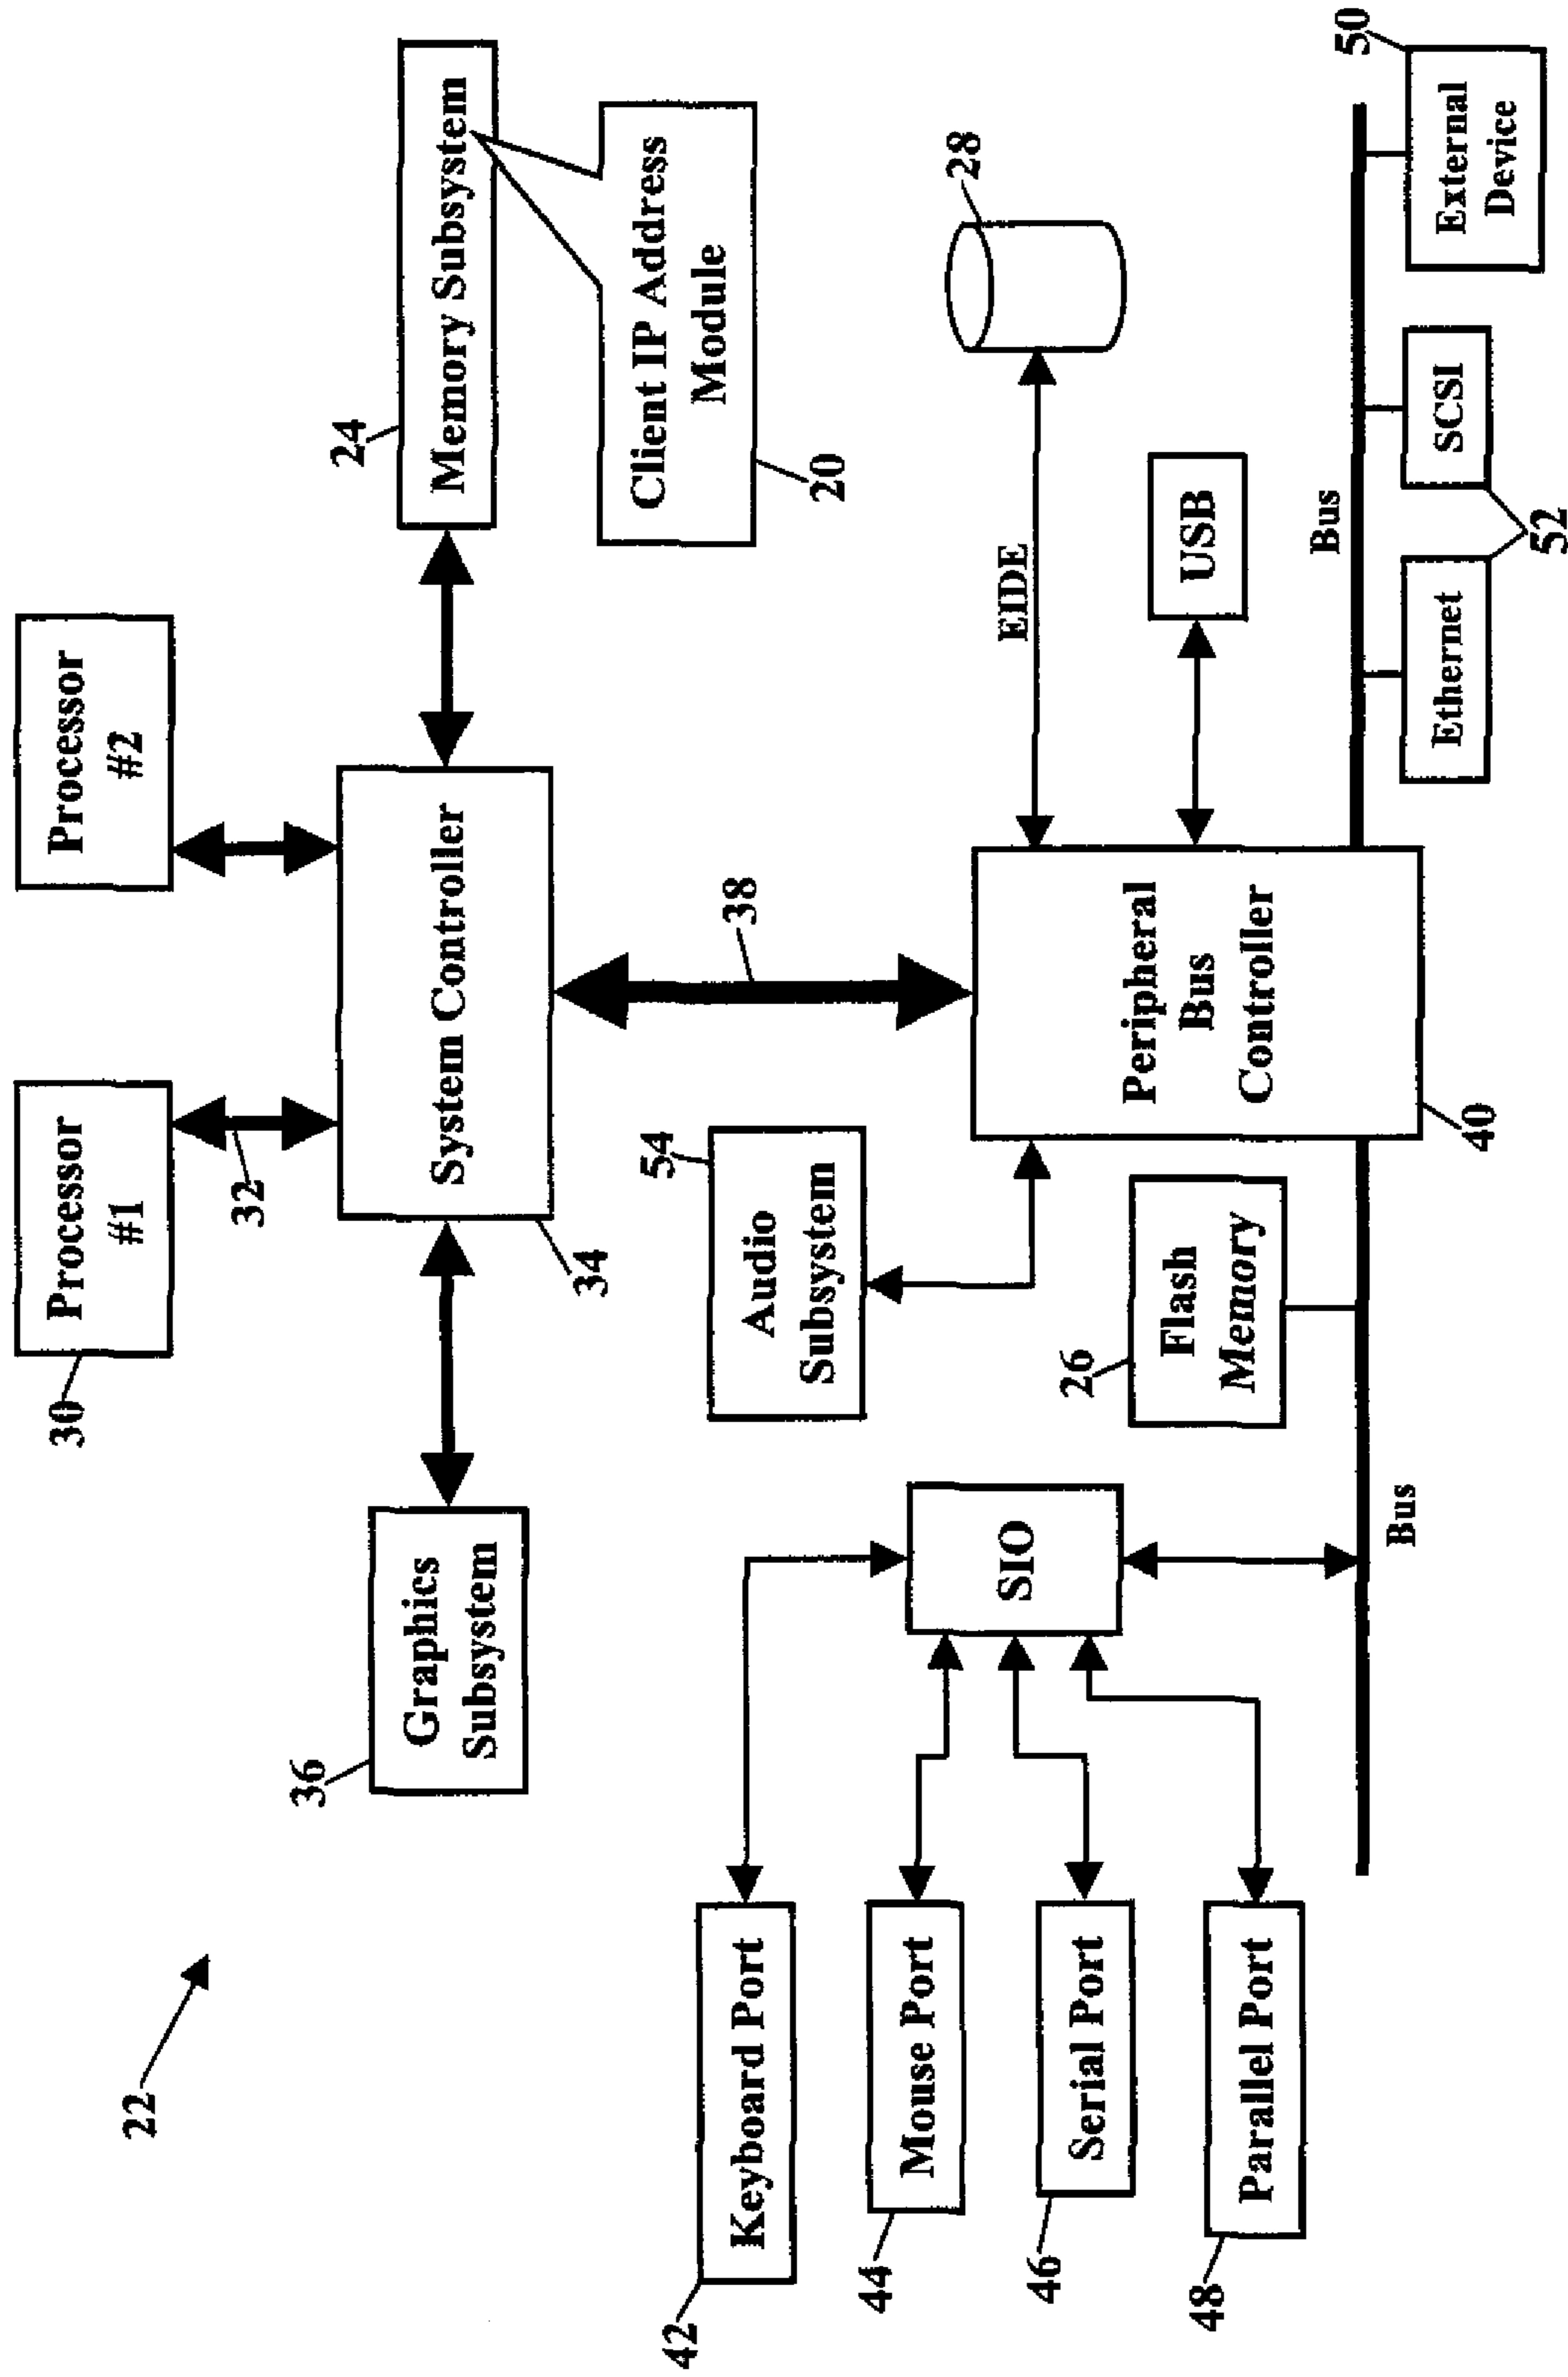 22
30
Processor
#1
32
Processor
#2
36
Graphics
Subsystem
System Controller
34
24
Memory Subsystem
Client IP Address
Module
20
38
42
Keyboard Port
44
Mouse Port
46
Serial Port
48
Parallel Port
SIO
54
Audio
Subsystem
26
Flash
Memory
Bus
Peripheral
Bus
Controller
40
EIDE
28
USB
Bus
Ethernet
SCSI
52
External
Device
50